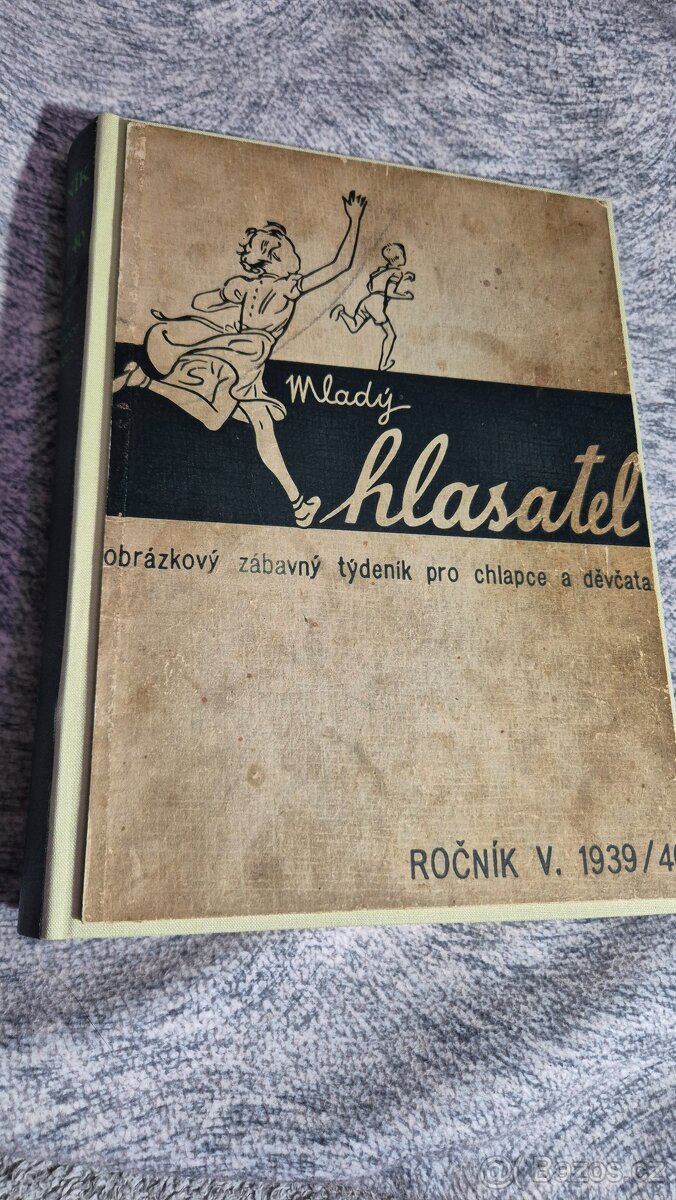 Mladý
hlasatel
obrázkový zábavný týdeník pro chlapce a děvčata
ROČNÍK V. 1939/40
Bazos.cz